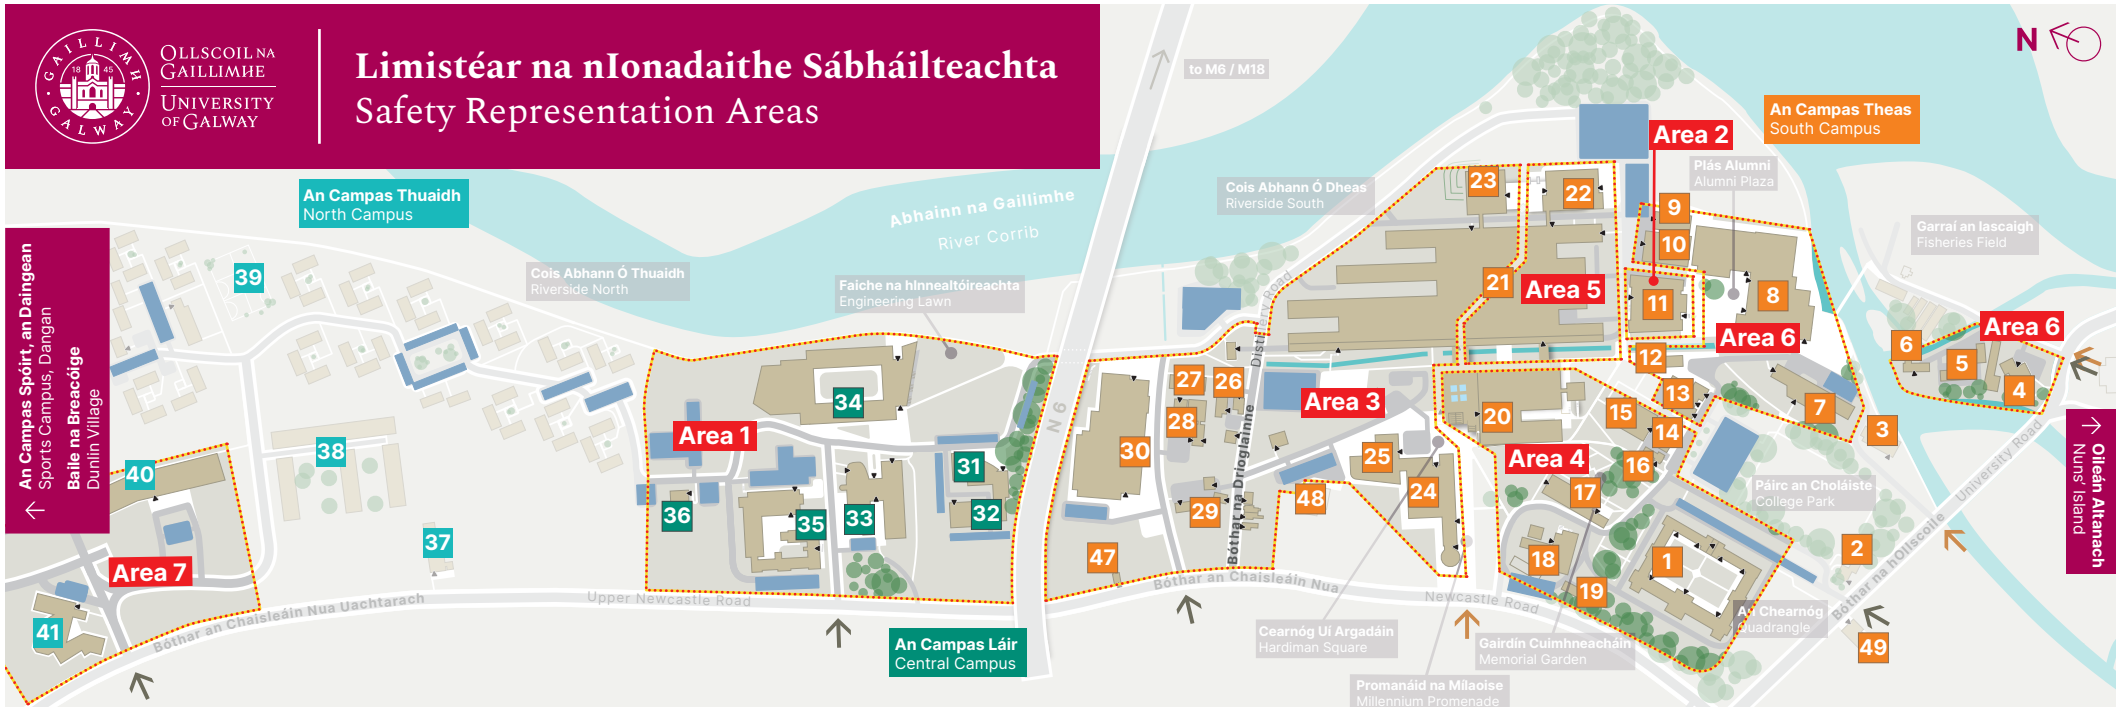 GAILLIMH
18 45
GALWAY
OLLSCOIL NA
GAILLIMHE
UNIVERSITY
OF GALWAY
Limistéar na nIonadaithe Sábháilteachta
Safety Representation Areas
to M6 / M18
N
An Campas Theas
South Campus
Area 2
Plás Alumni
Alumni Plaza
An Campas Thuaidh
North Campus
Abhainn na Gaillimhe
River Corrib
Cois Abhann Ó Dheas
Riverside South
23
22
9
10
Garraí an Iascaigh
Fisheries Field
An Campas Spóirt, an Daingean
Sports Campus, Dangan
Baile na Breacóige
Dunlin Village
39
Cois Abhann Ó Thuaidh
Riverside North
Faiche na hInnealtóireachta
Engineering Lawn
21
Area 5
11
8
Area 6
Area 6
6
5
4
12
13
7
3
Distillery Road
27
26
28
34
Area 1
N6
30
Area 3
20
15
14
16
Area 4
17
25
24
48
29
Bóthar na Drioglainne
40
38
31
32
33
35
36
37
47
Area 7
41
18
19
1
2
49
Páirc an Choláiste
College Park
University Road
Bóthar na hOllscoile
Oileán Altanach
Nuns' Island
An Chearnóg
Quadrangle
Bóthar an Chaisleáin Nua Uachtarach
Upper Newcastle Road
Bóthar an Chaisleáin Nua
Newcastle Road
An Campas Láir
Central Campus
Cearnóg Uí Argadáin
Hardiman Square
Gairdín Cuimhneacháin
Memorial Garden
Promanáid na Mílaoise
Millennium Promenade